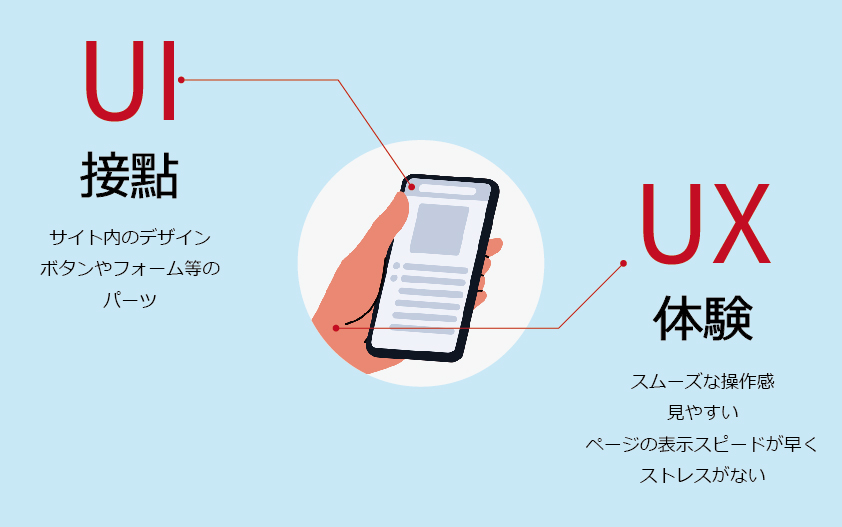 UI
接點
サイト内のデザイン
ボタンやフォーム等の
パーツ
UX
体験
スムーズな操作感
見やすい
ページの表示スピードが早く
ストレスがない